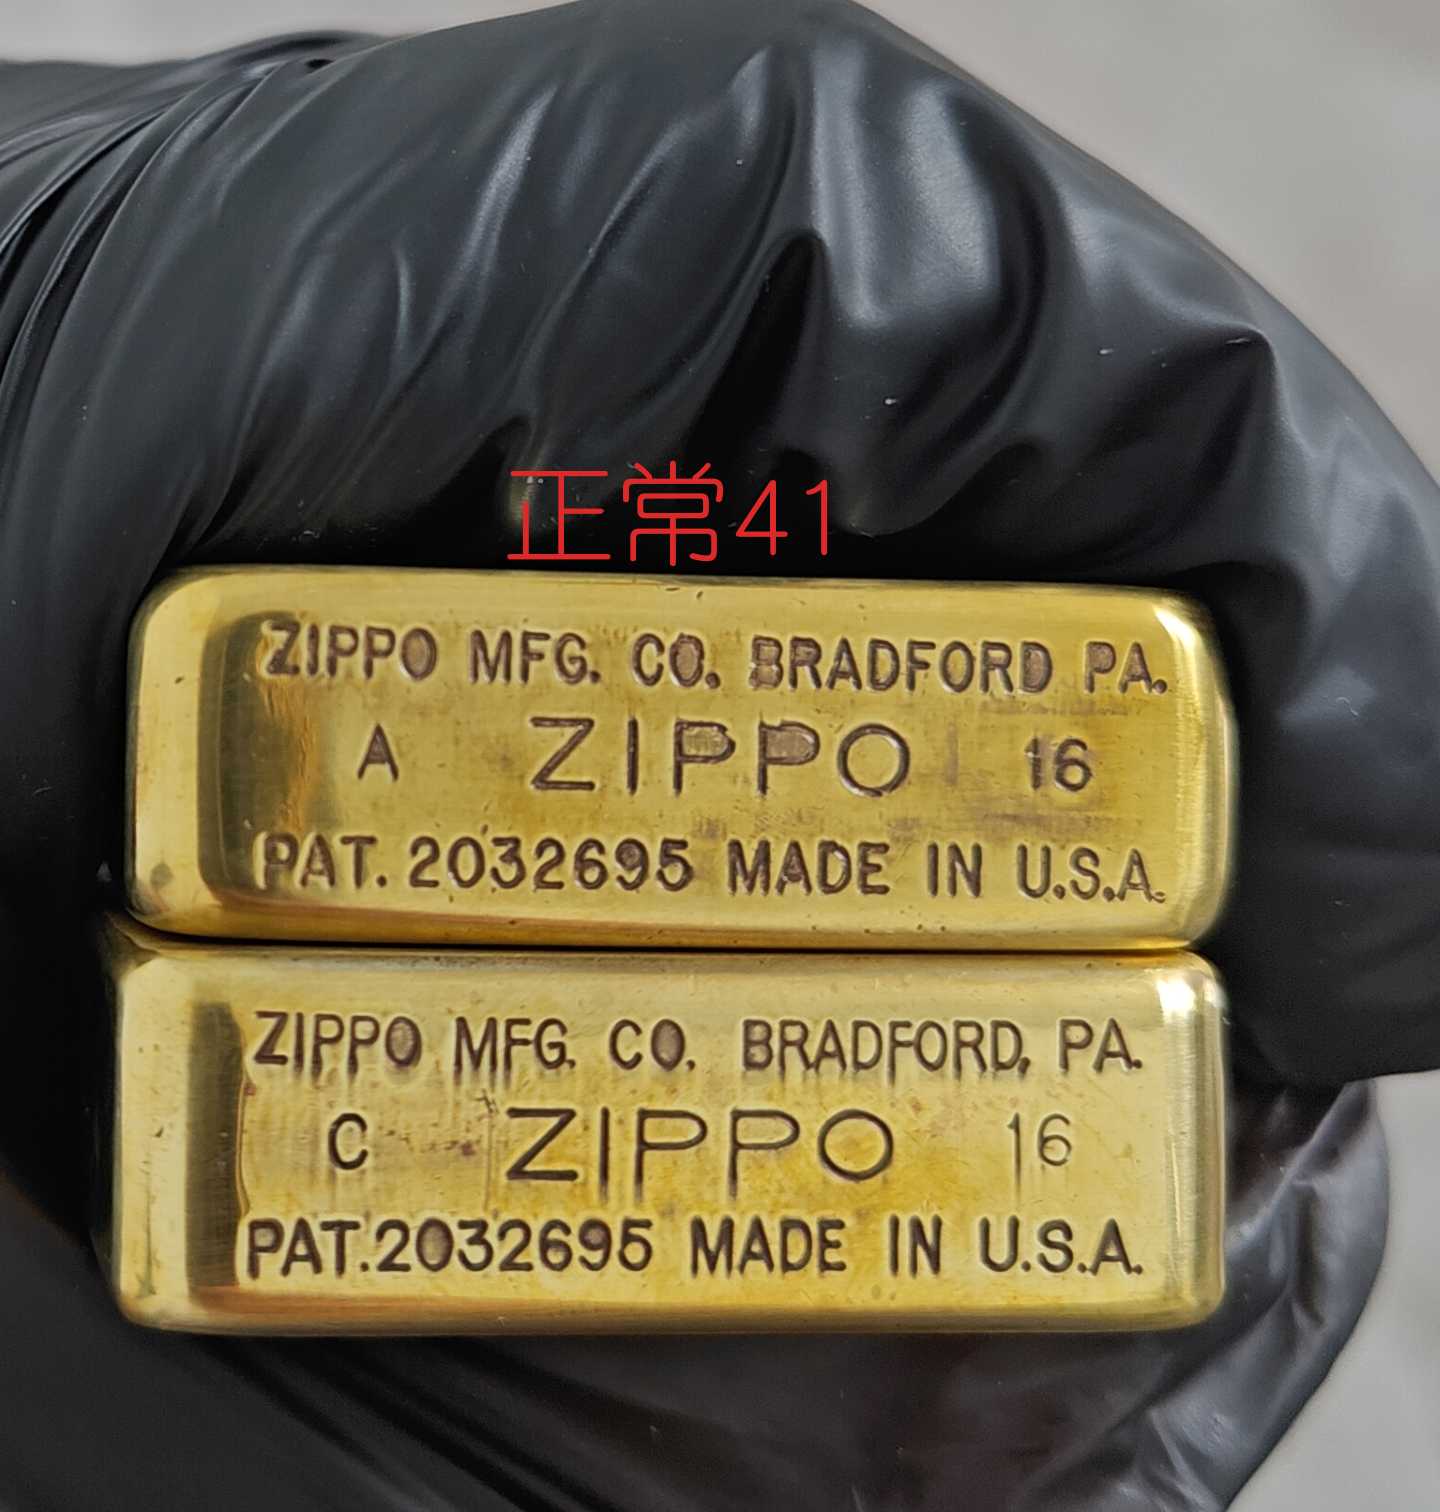 正常41
ZIPPO MFG. CO. BRADFORD PA.
A ZIPPO 16
PAT. 2032695 MADE IN U.S.A.
ZIPPO MFG. CO. BRADFORD, PA.
C ZIPPO 16
PAT.2032695 MADE IN U.S.A.